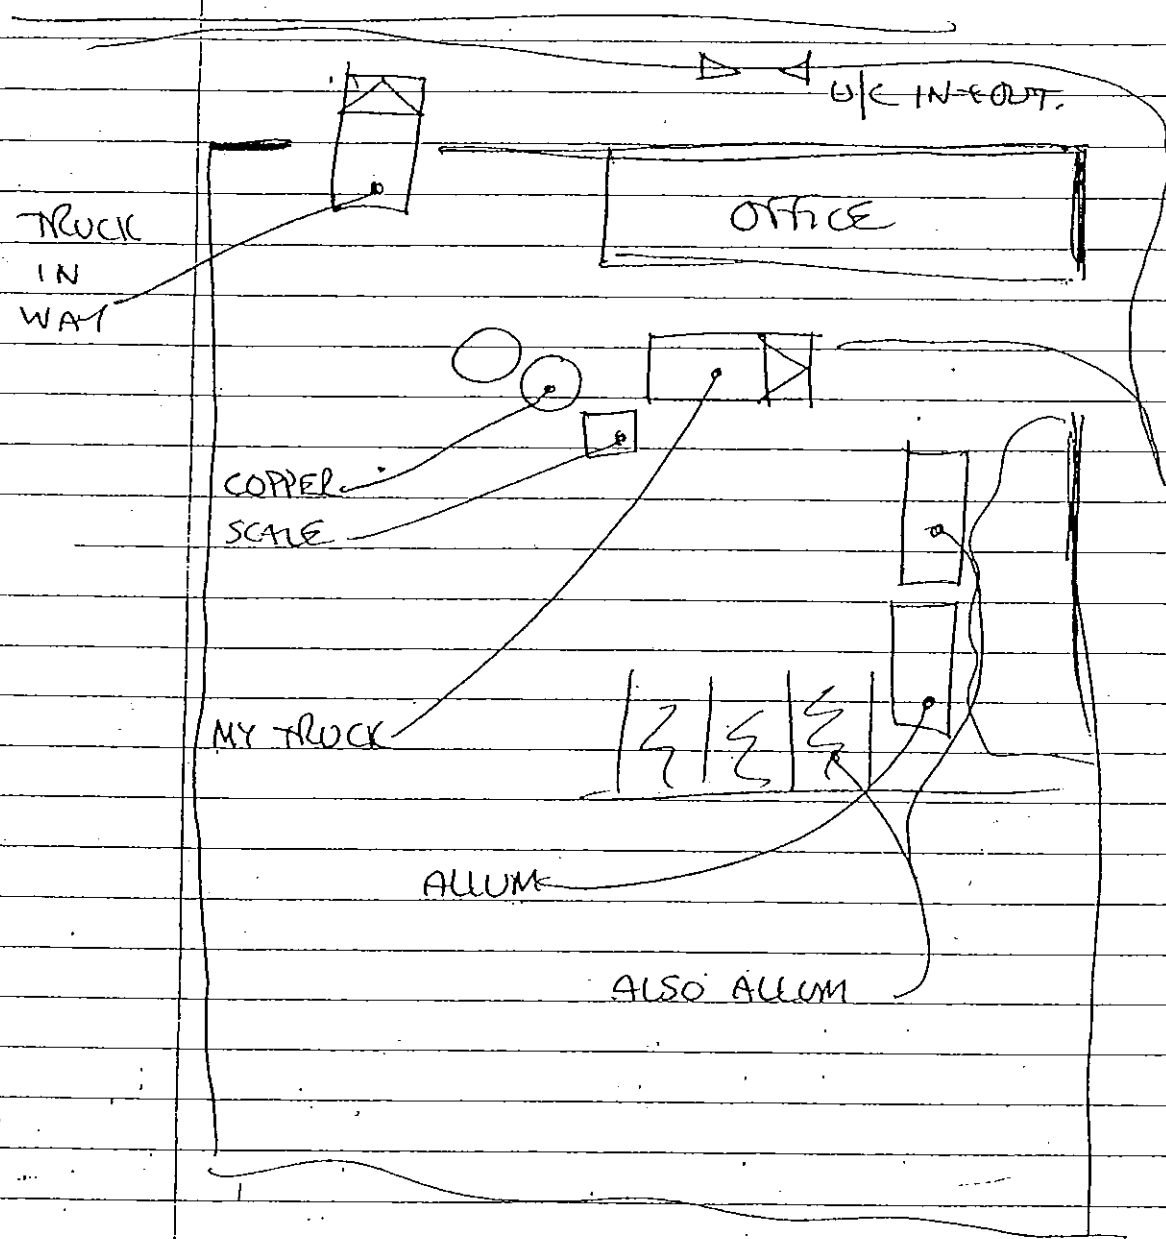 U/C IN + OUT.
OFFICE
TRUCK
IN
WAY
COPPER
SCALE
MY TRUCK
ALLUM
ALSO ALLUM